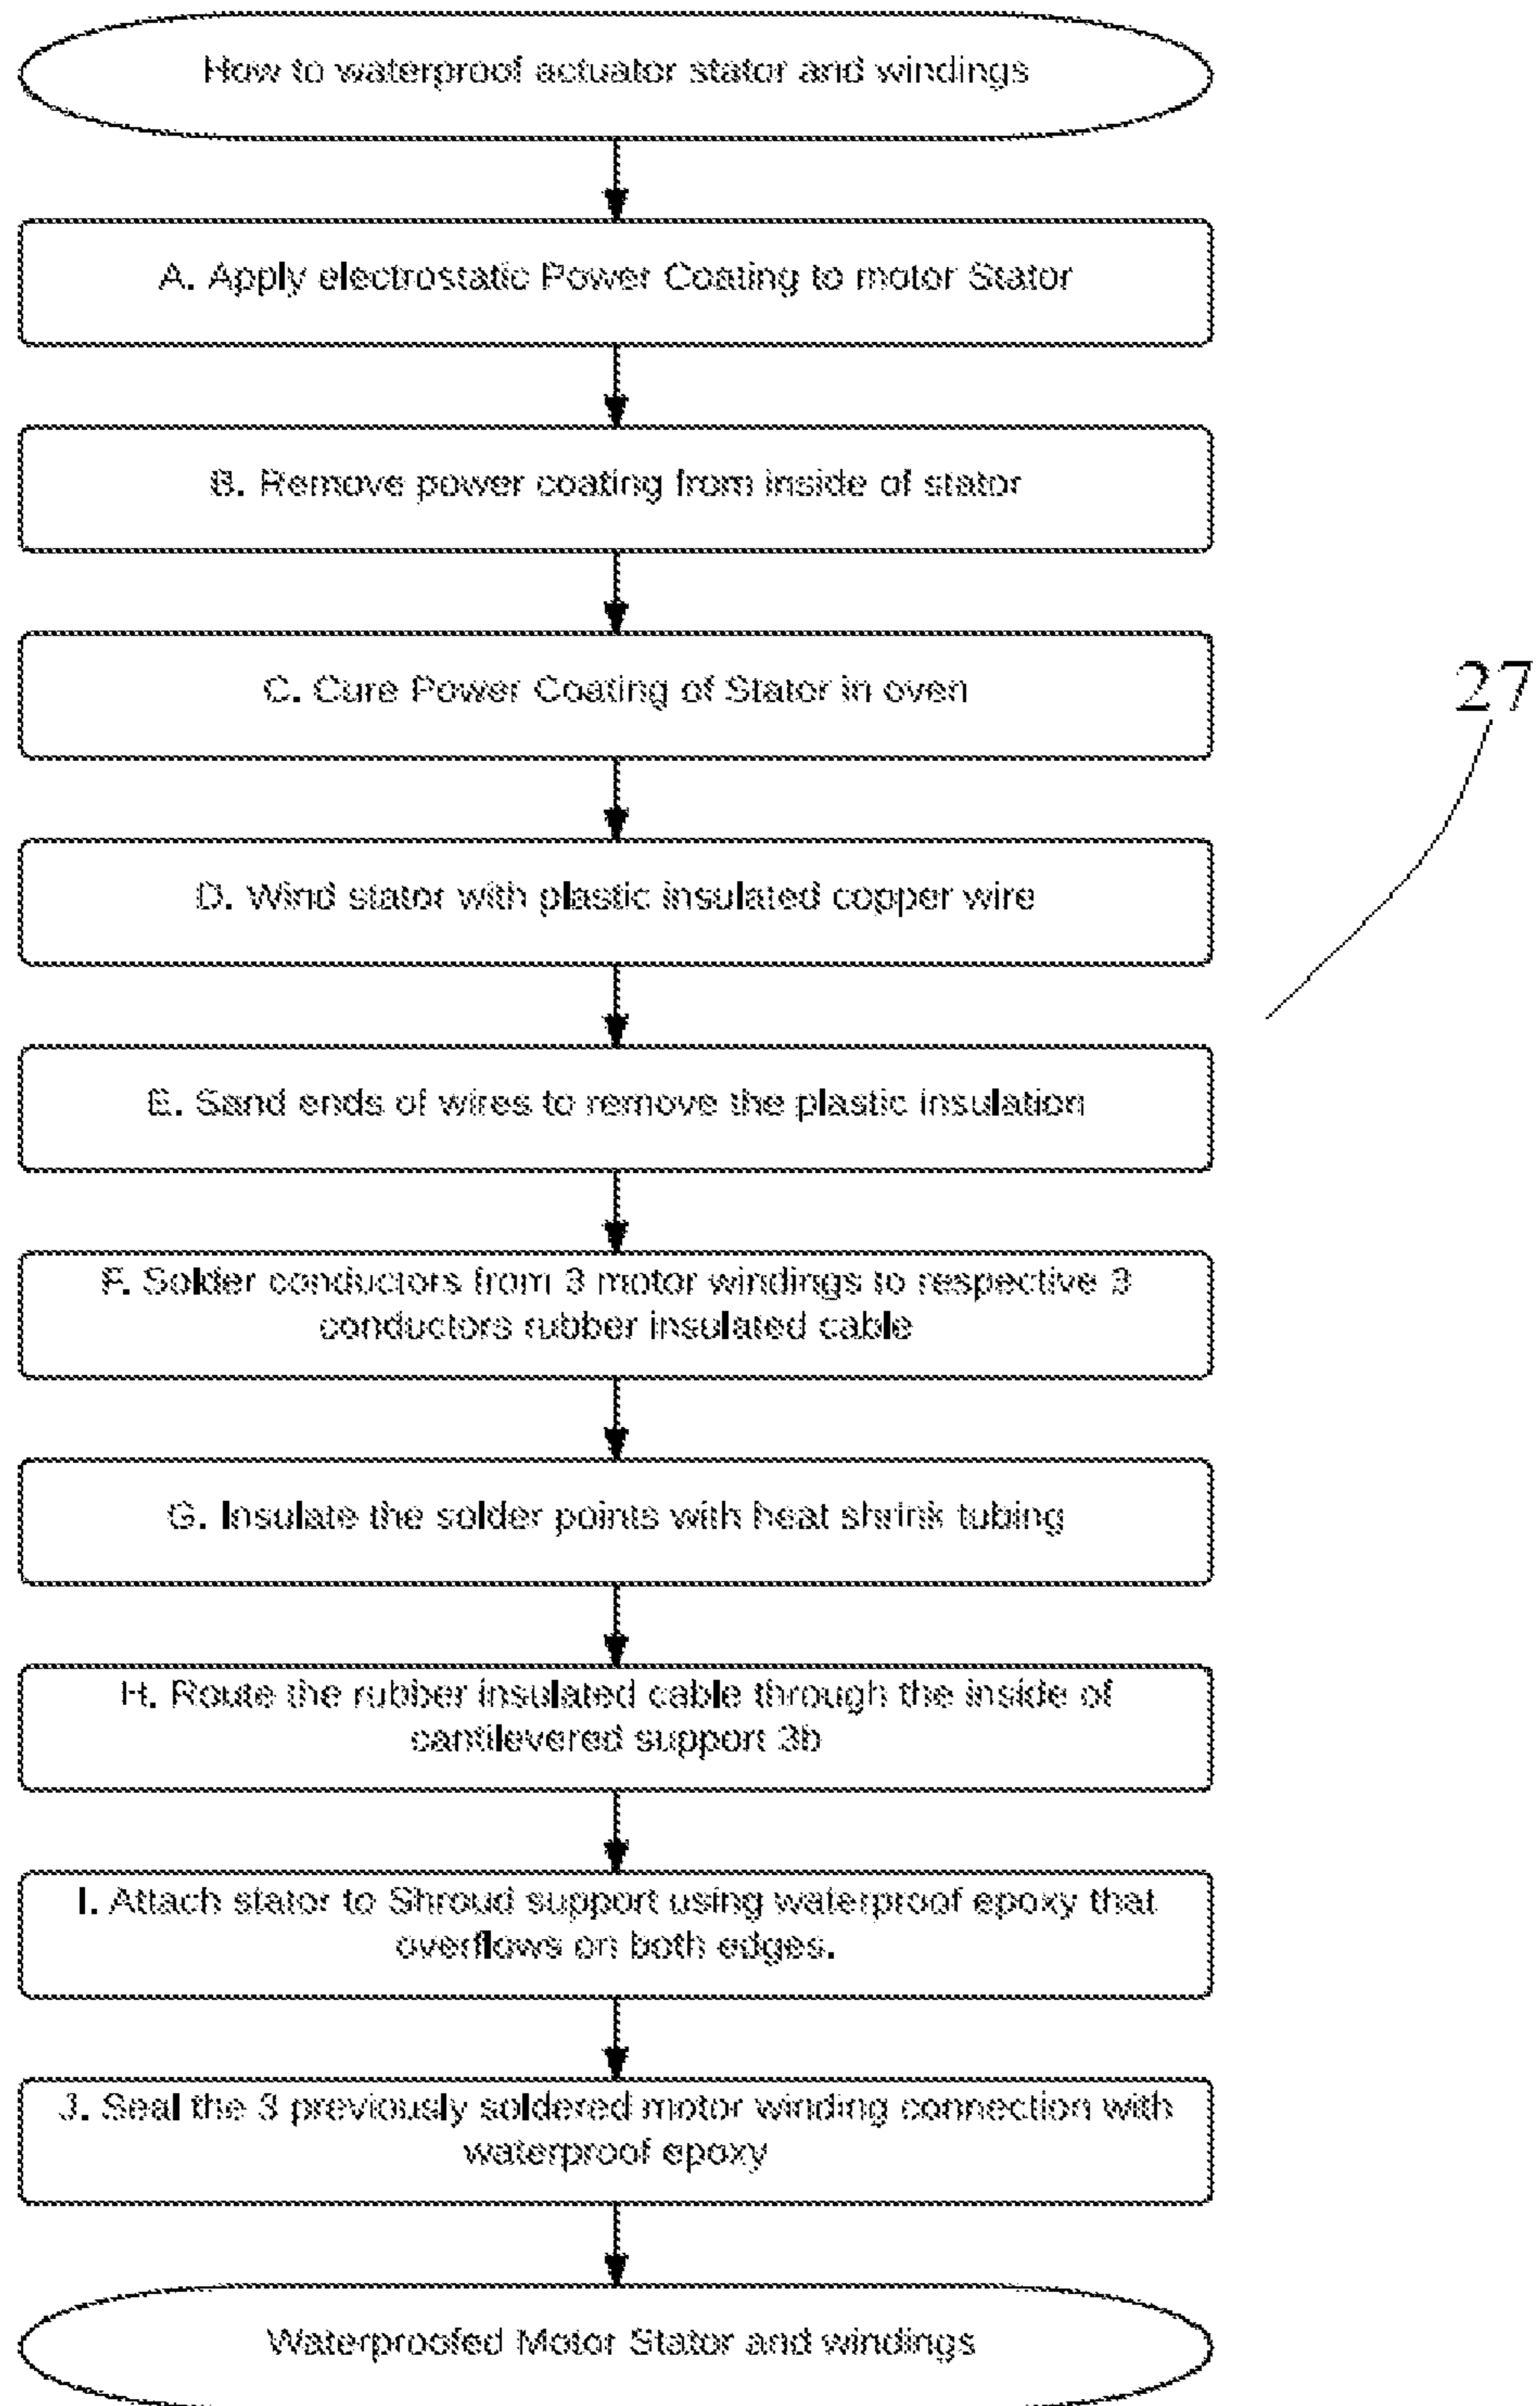 How to waterproof actuator stator and windings
A. Apply electrostatic Power Coating to motor Stator
B. Remove power coating from inside of stator
C. Cure Power Coating of Stator in oven
27
D. Wind stator with plastic insulated copper wire
E. Sand ends of wires to remove the plastic insulation
F. Solder conductors from 3 motor windings to respective 3
conductors rubber insulated cable
G. Insulate the solder points with heat shrink tubing
H. Route the rubber insulated cable through the inside of
cantilevered support 3b
I. Attach stator to Shroud support using waterproof epoxy that
overflows on both edges.
J. Seal the 3 previously soldered motor winding connection with
waterproof epoxy
Waterproofed Motor Stator and windings